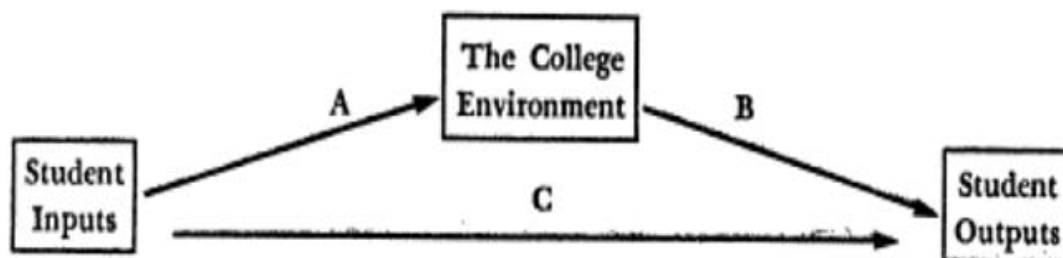 The College
Environment
A
B
Student
Inputs
C
Student
Outputs